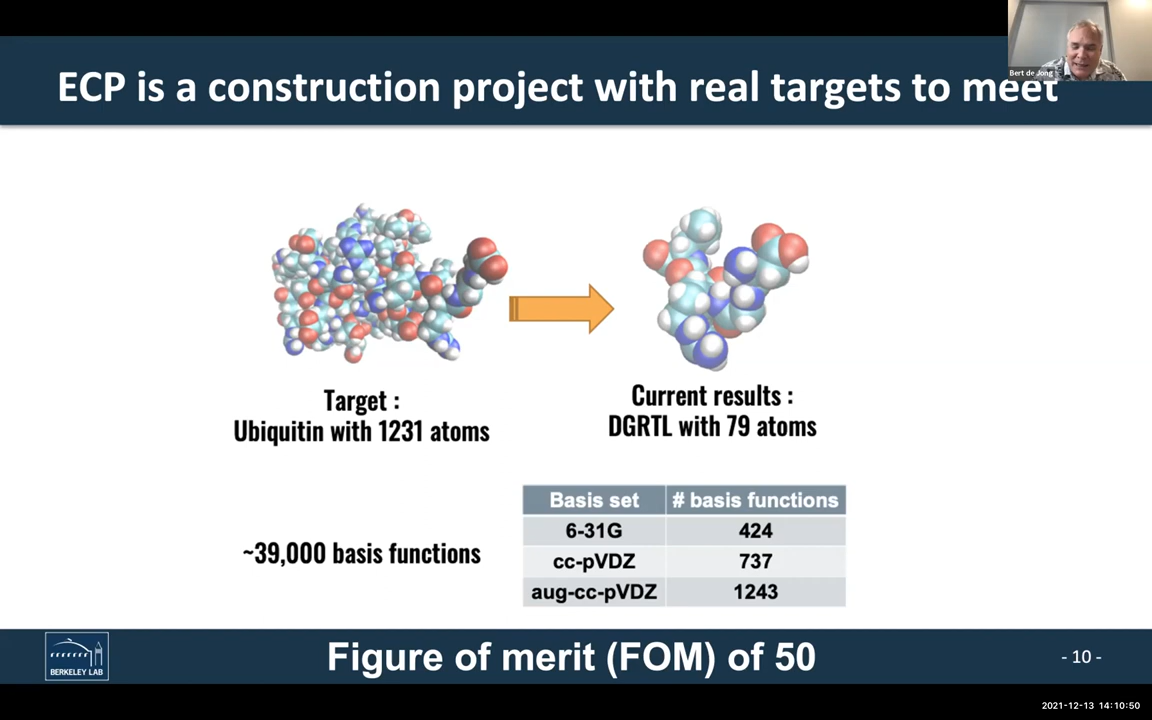 Bert de Jong
ECP is a construction project with real targets to meet
Target :
Ubiquitin with 1231 atoms
Current results :
DGRTL with 79 atoms
~39,000 basis functions
Basis set # basis functions
6-31G 424
cc-pVDZ 737
aug-cc-pVDZ 1243
BERKELEY LAB
Figure of merit (FOM) of 50
- 10 -
2021-12-13 14:10:50